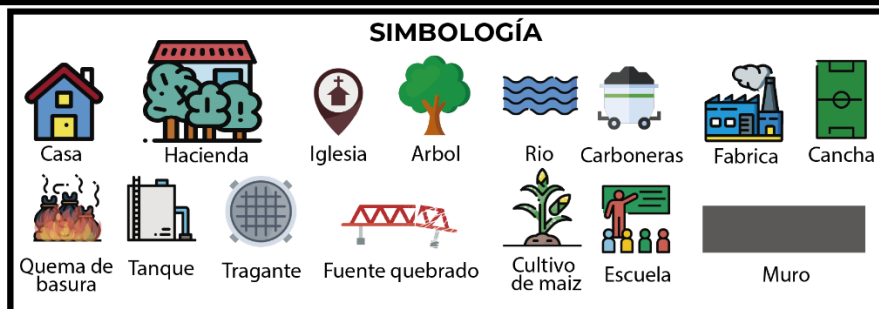 SIMBOLOGÍA
Casa
Hacienda
Iglesia
Arbol
Rio
Carboneras
Fabrica
Cancha
Quema de
basura
Tanque
Tragante
Fuente quebrado
Cultivo
de maiz
Escuela
Muro